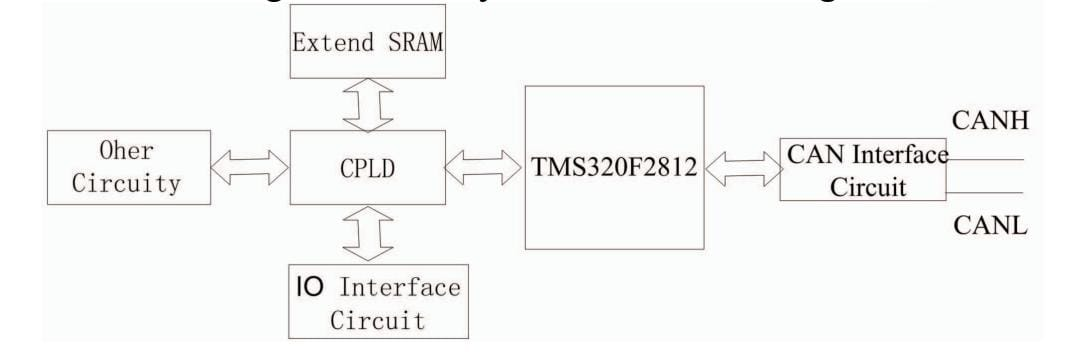 Extend SRAM
Oher
Circuity
CPLD
TMS320F2812
CAN Interface
Circuit
CANH
CANL
IO Interface
Circuit